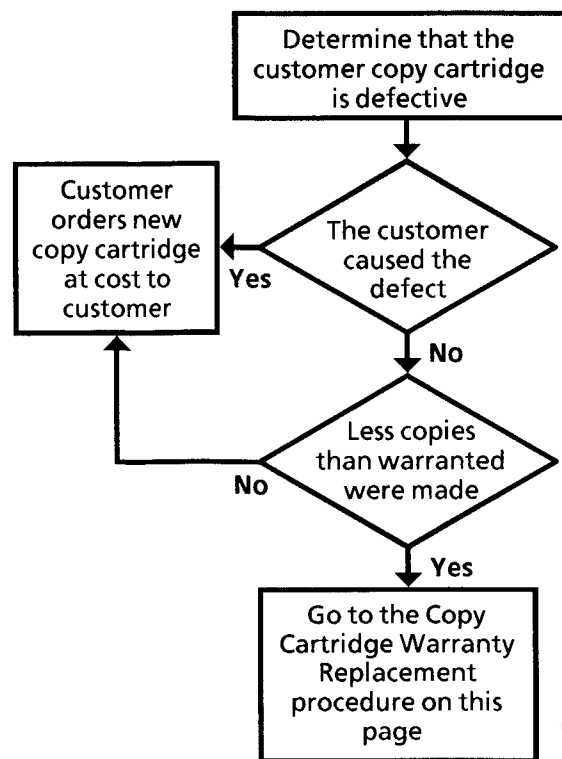 Determine that the
customer copy cartridge
is defective
Customer
orders new
copy cartridge
at cost to
customer
Yes
The customer
caused the
defect
No
Less copies
than warranted
were made
No
Yes
Go to the Copy
Cartridge Warranty
Replacement
procedure on this
page